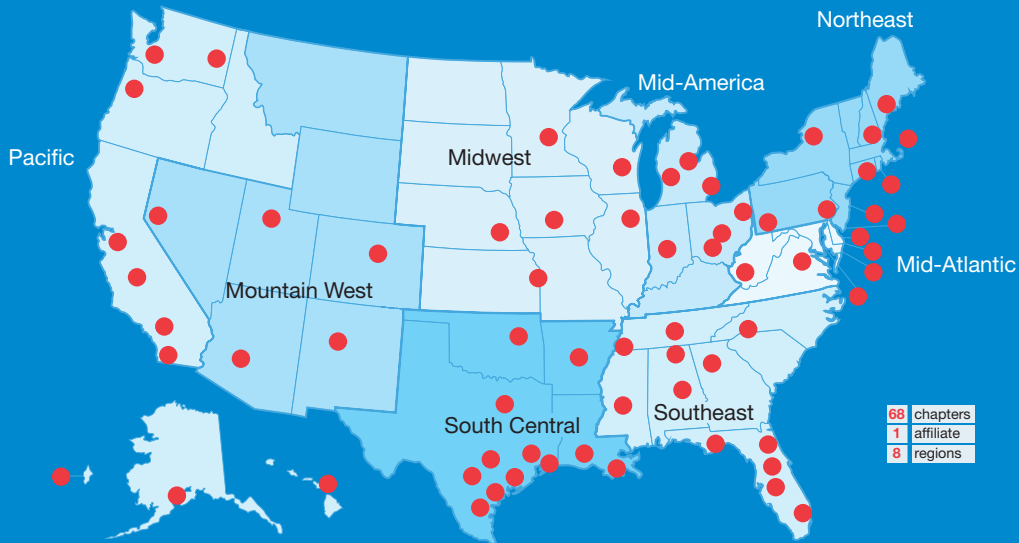 Northeast
Mid-America
Pacific
Midwest
Mid-Atlantic
Mountain West
Southeast
South Central
68 chapters
1 affiliate
8 regions